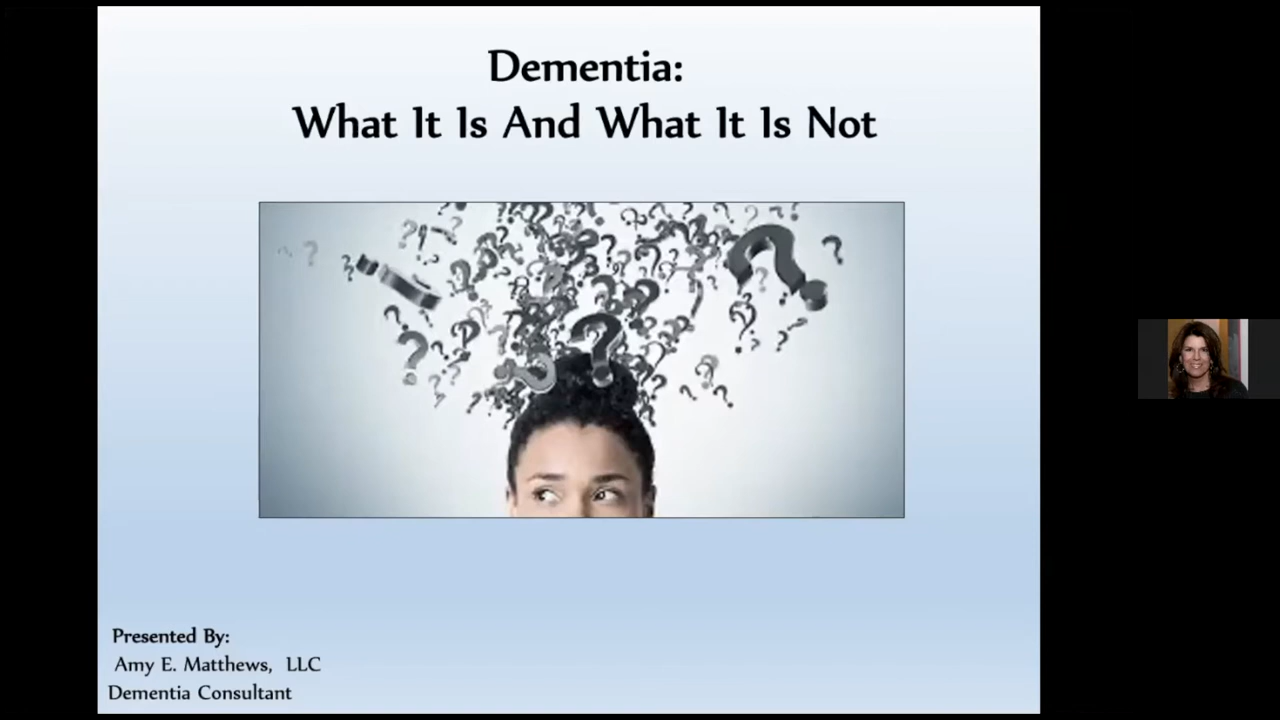 Dementia:
What It Is And What It Is Not
Presented By:
Amy E. Matthews, LLC
Dementia Consultant